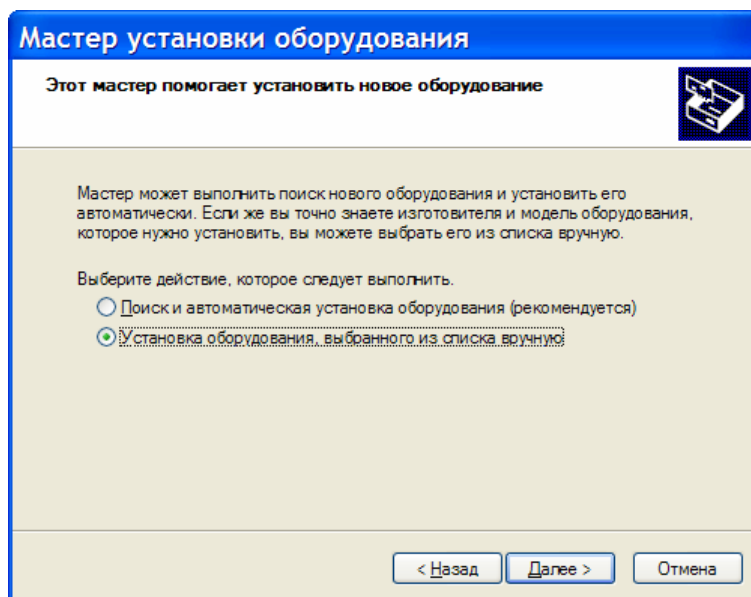 Мастер установки оборудования
Этот мастер помогает установить новое оборудование
Мастер может выполнить поиск нового оборудования и установить его
автоматически. Если же вы точно знаете изготовителя и модель оборудования,
которое нужно установить, вы можете выбрать его из списка вручную.
Выберите действие, которое следует выполнить.
Поиск и автоматическая установка оборудования (рекомендуется)
Установка оборудования, выбранного из списка вручную
< Назад Далее > Отмена